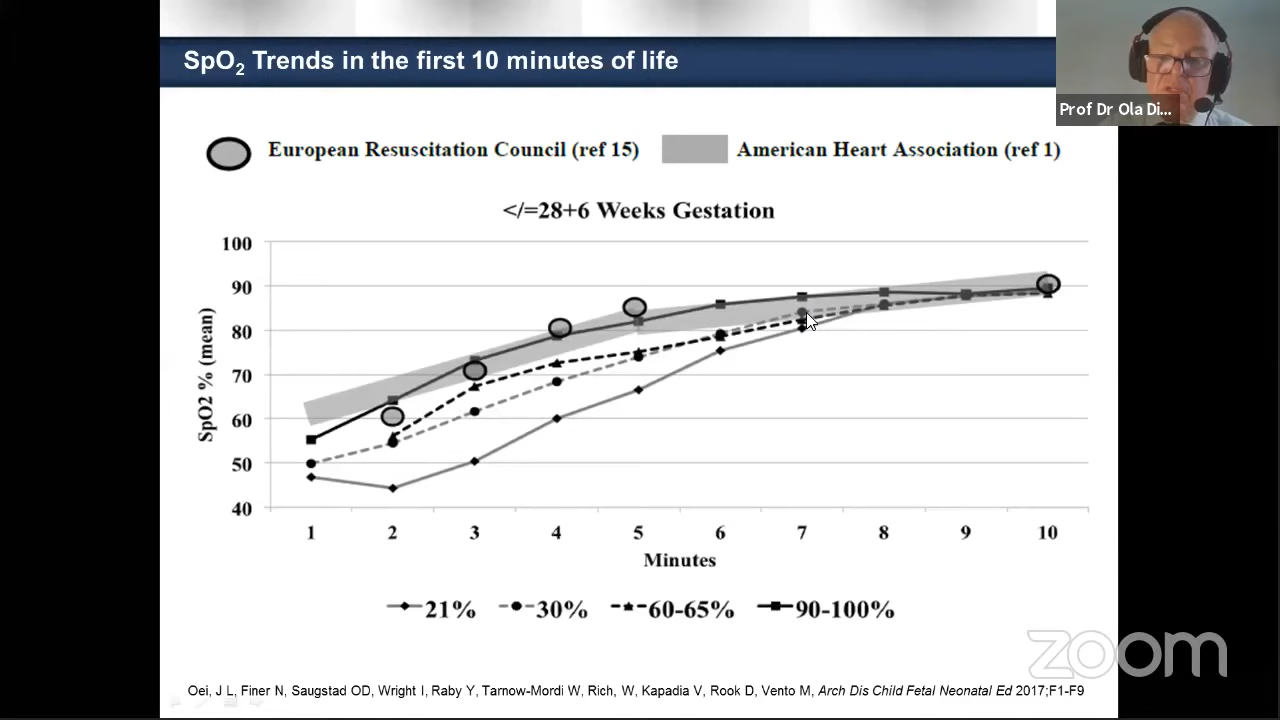 SpO2 Trends in the first 10 minutes of life
Prof Dr Ola Di...
European Resuscitation Council (ref 15)
American Heart Association (ref 1)
</=28+6 Weeks Gestation
SpO2 % (mean)
100
90
80
70
60
50
40
1 2 3 4 5 6 7 8 9 10
Minutes
21% 30% 60-65% 90-100%
zoom
Oei, J L, Finer N, Saugstad OD, Wright I, Raby Y, Tarnow-Mordi W, Rich, W, Kapadia V, Rook D, Vento M, Arch Dis Child Fetal Neonatal Ed 2017;F1-F9